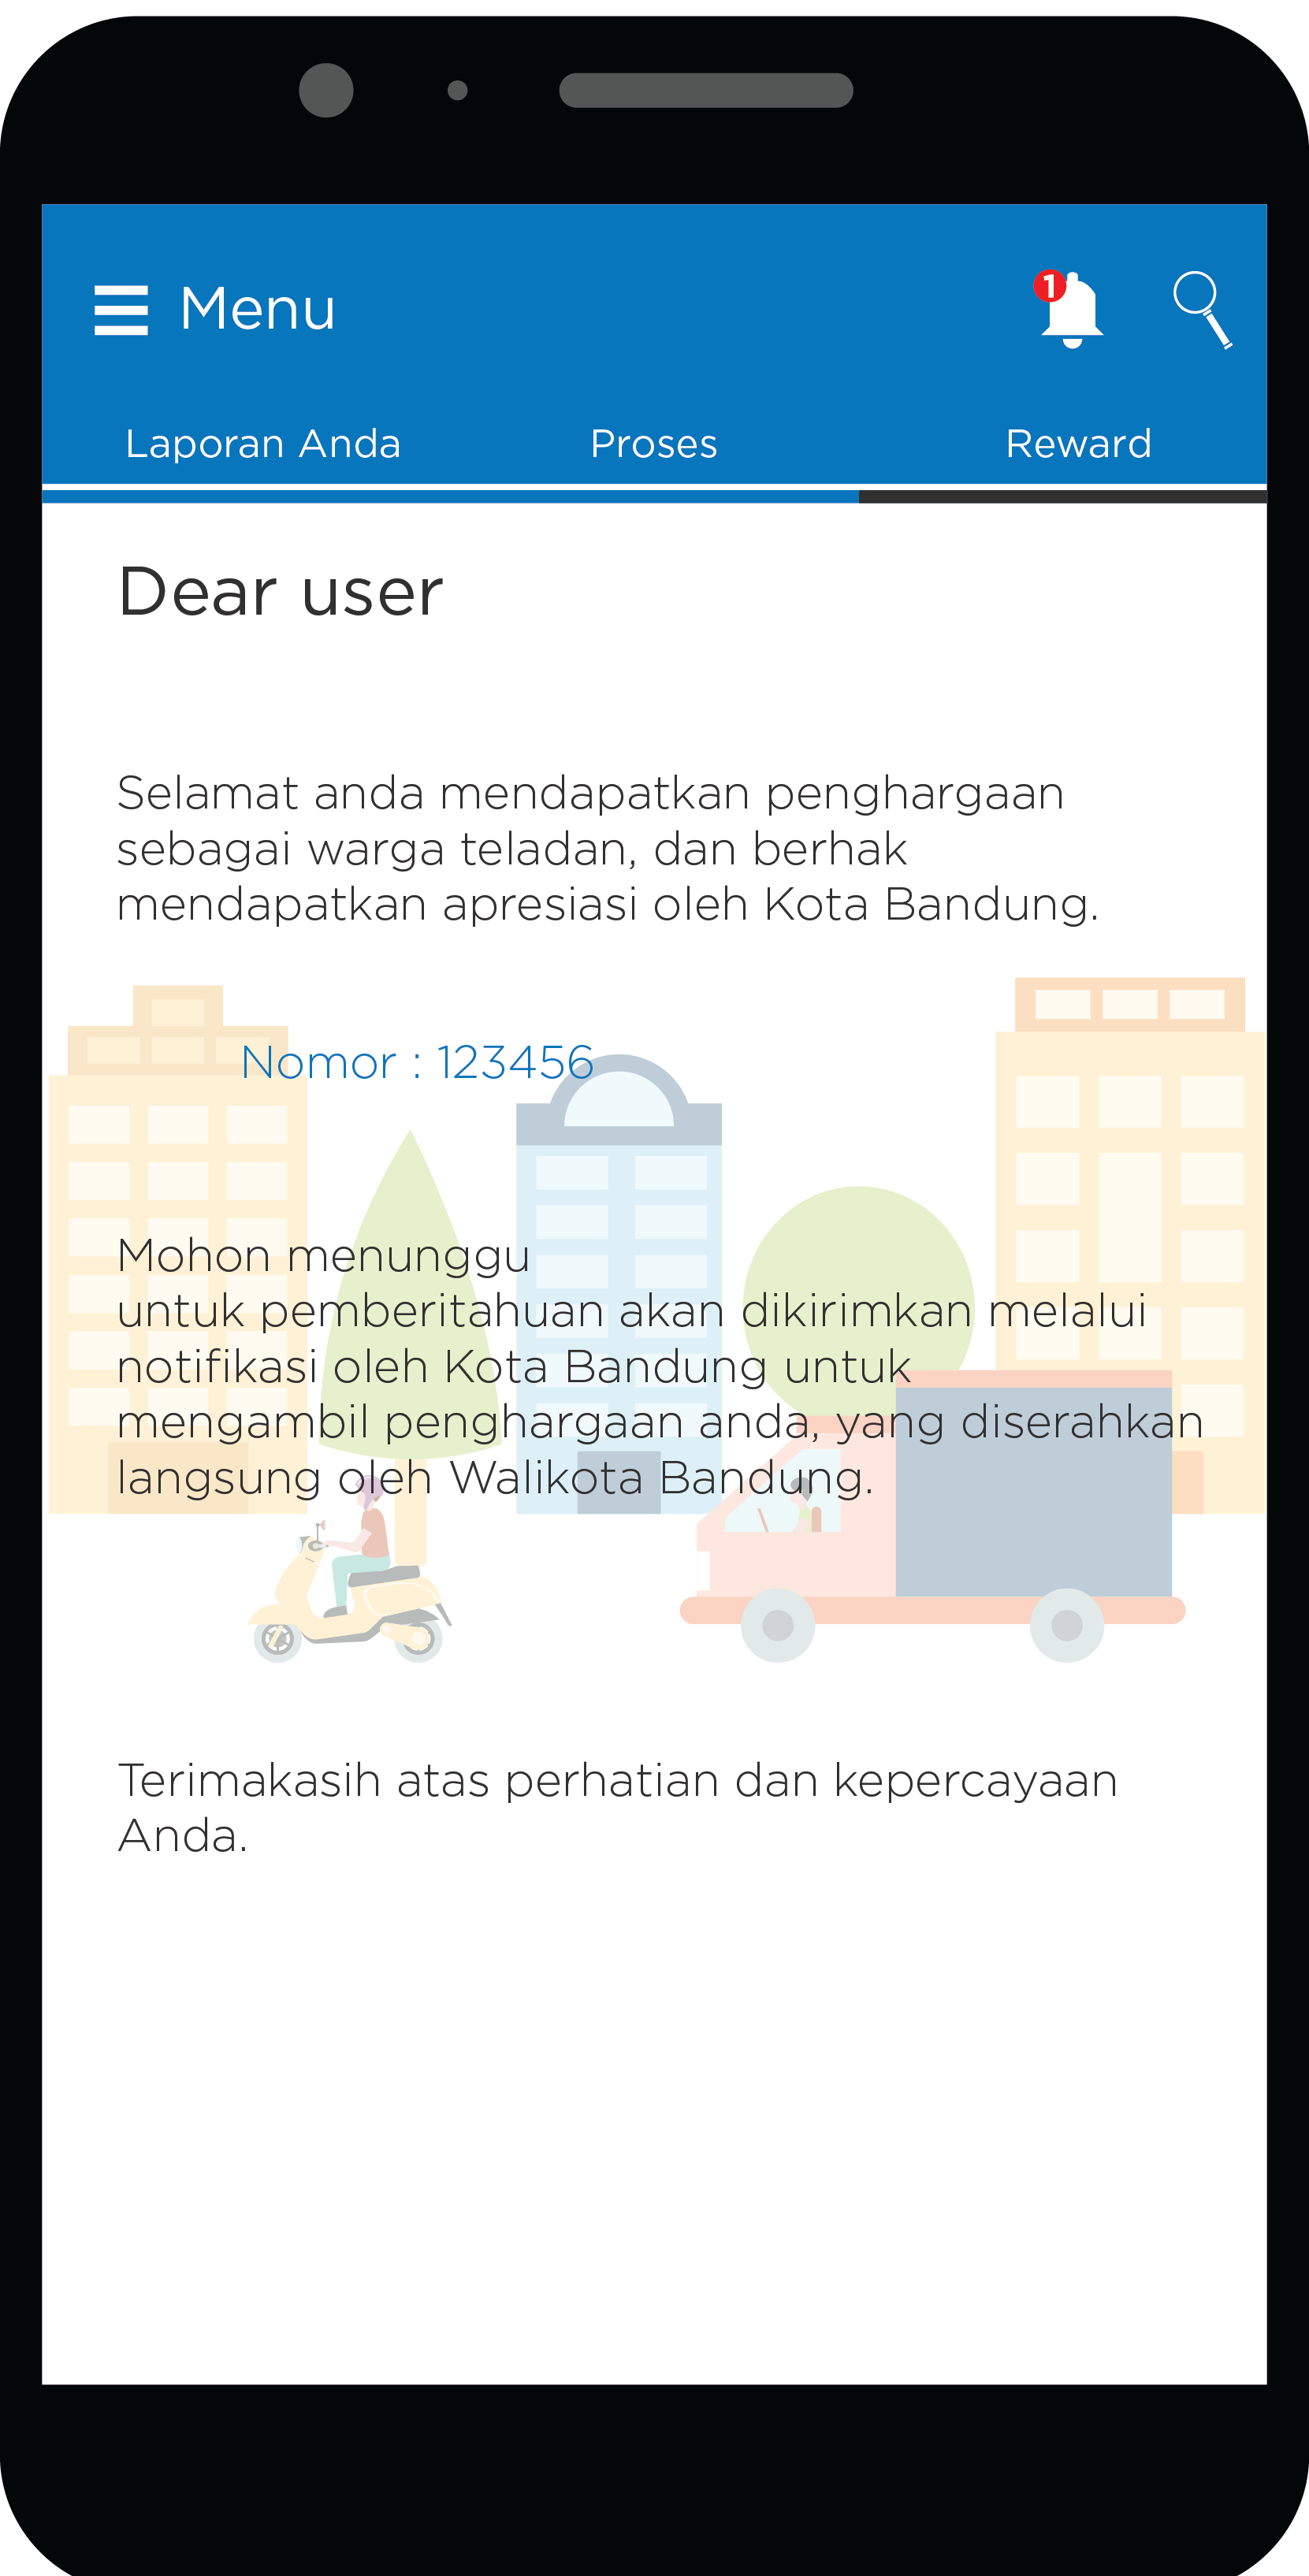 Menu
1
Laporan Anda
Proses
Reward
Dear user
Selamat anda mendapatkan penghargaan
sebagai warga teladan, dan berhak
mendapatkan apresiasi oleh Kota Bandung.
Nomor : 123456
Mohon menunggu
untuk pemberitahuan akan dikirimkan melalui
notifikasi oleh Kota Bandung untuk
mengambil penghargaan anda, yang diserahkan
langsung oleh Walikota Bandung.
Terimakasih atas perhatian dan kepercayaan
Anda.